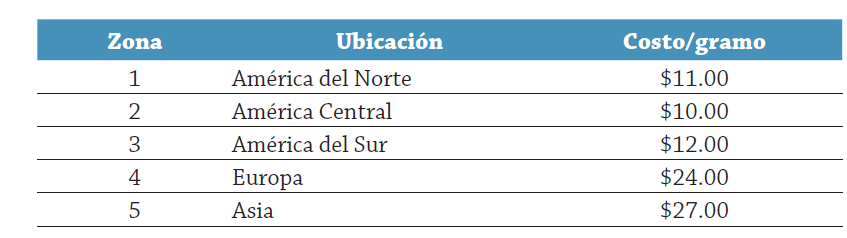 Zona Ubicación Costo/gramo
1 América del Norte $11.00
2 América Central $10.00
3 América del Sur $12.00
4 Europa $24.00
5 Asia $27.00